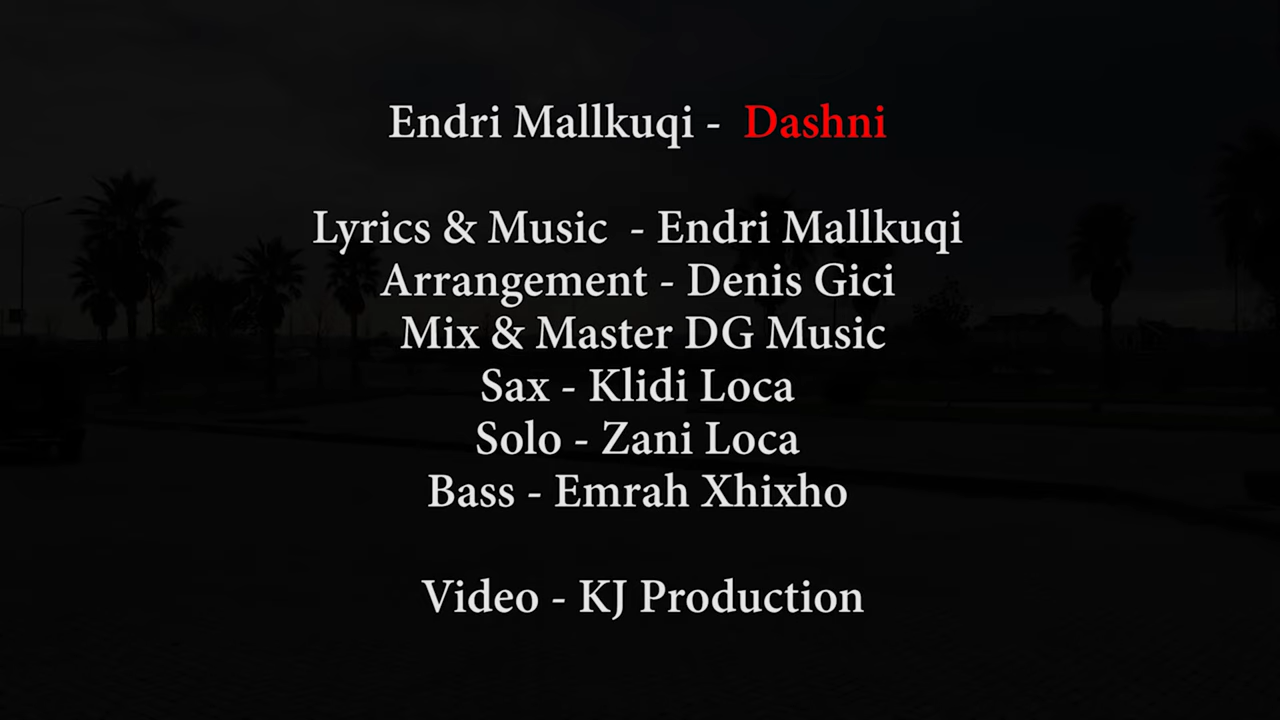 Endri Mallkuqi - Dashni
Lyrics & Music - Endri Mallkuqi
Arrangement - Denis Gici
Mix & Master DG Music
Sax - Klidi Loca
Solo - Zani Loca
Bass - Emrah Xhixho
Video - KJ Production